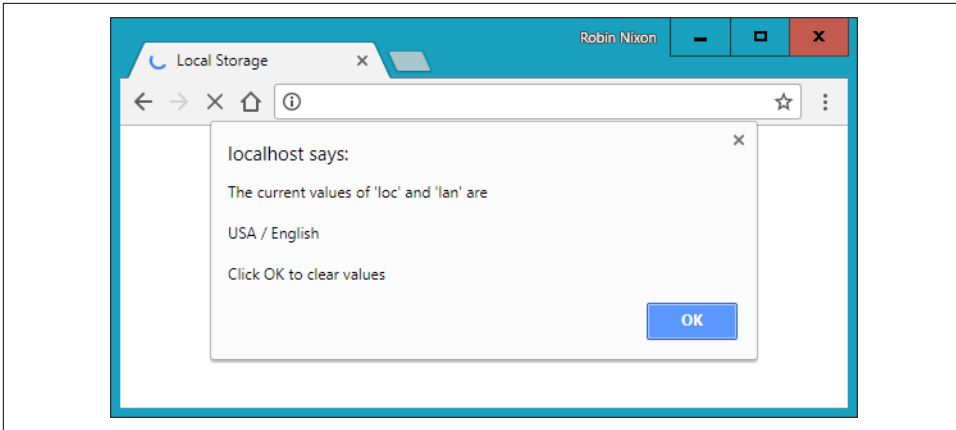 Robin Nixon
Local Storage
localhost says:
The current values of 'loc' and 'lan' are
USA / English
Click OK to clear values
OK